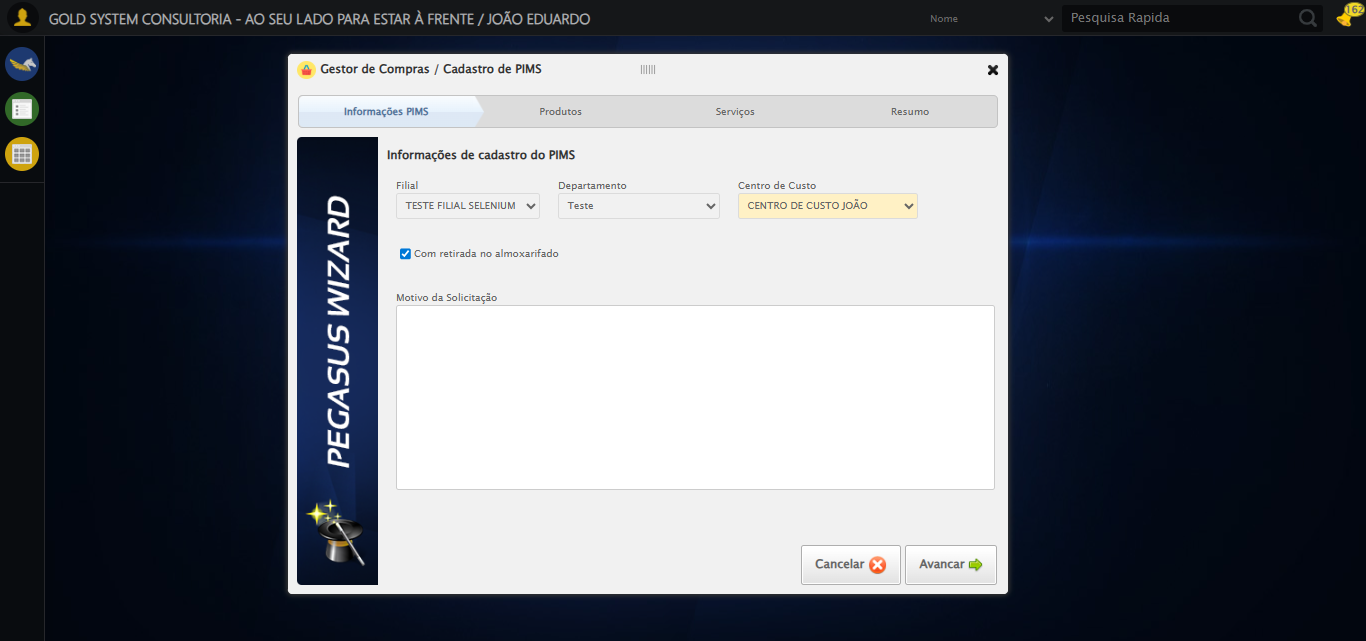 GOLD SYSTEM CONSULTORIA - AO SEU LADO PARA ESTAR À FRENTE / JOÃO EDUARDO
Nome
Pesquisa Rapida
162
Gestor de Compras / Cadastro de PIMS
Informações PIMS
Produtos
Serviços
Resumo
PEGASUS WIZARD
Informações de cadastro do PIMS
Filial
Departamento
Centro de Custo
TESTE FILIAL SELENIUM
Teste
CENTRO DE CUSTO JOÃO
Com retirada no almoxarifado
Motivo da Solicitação
Cancelar
Avancar